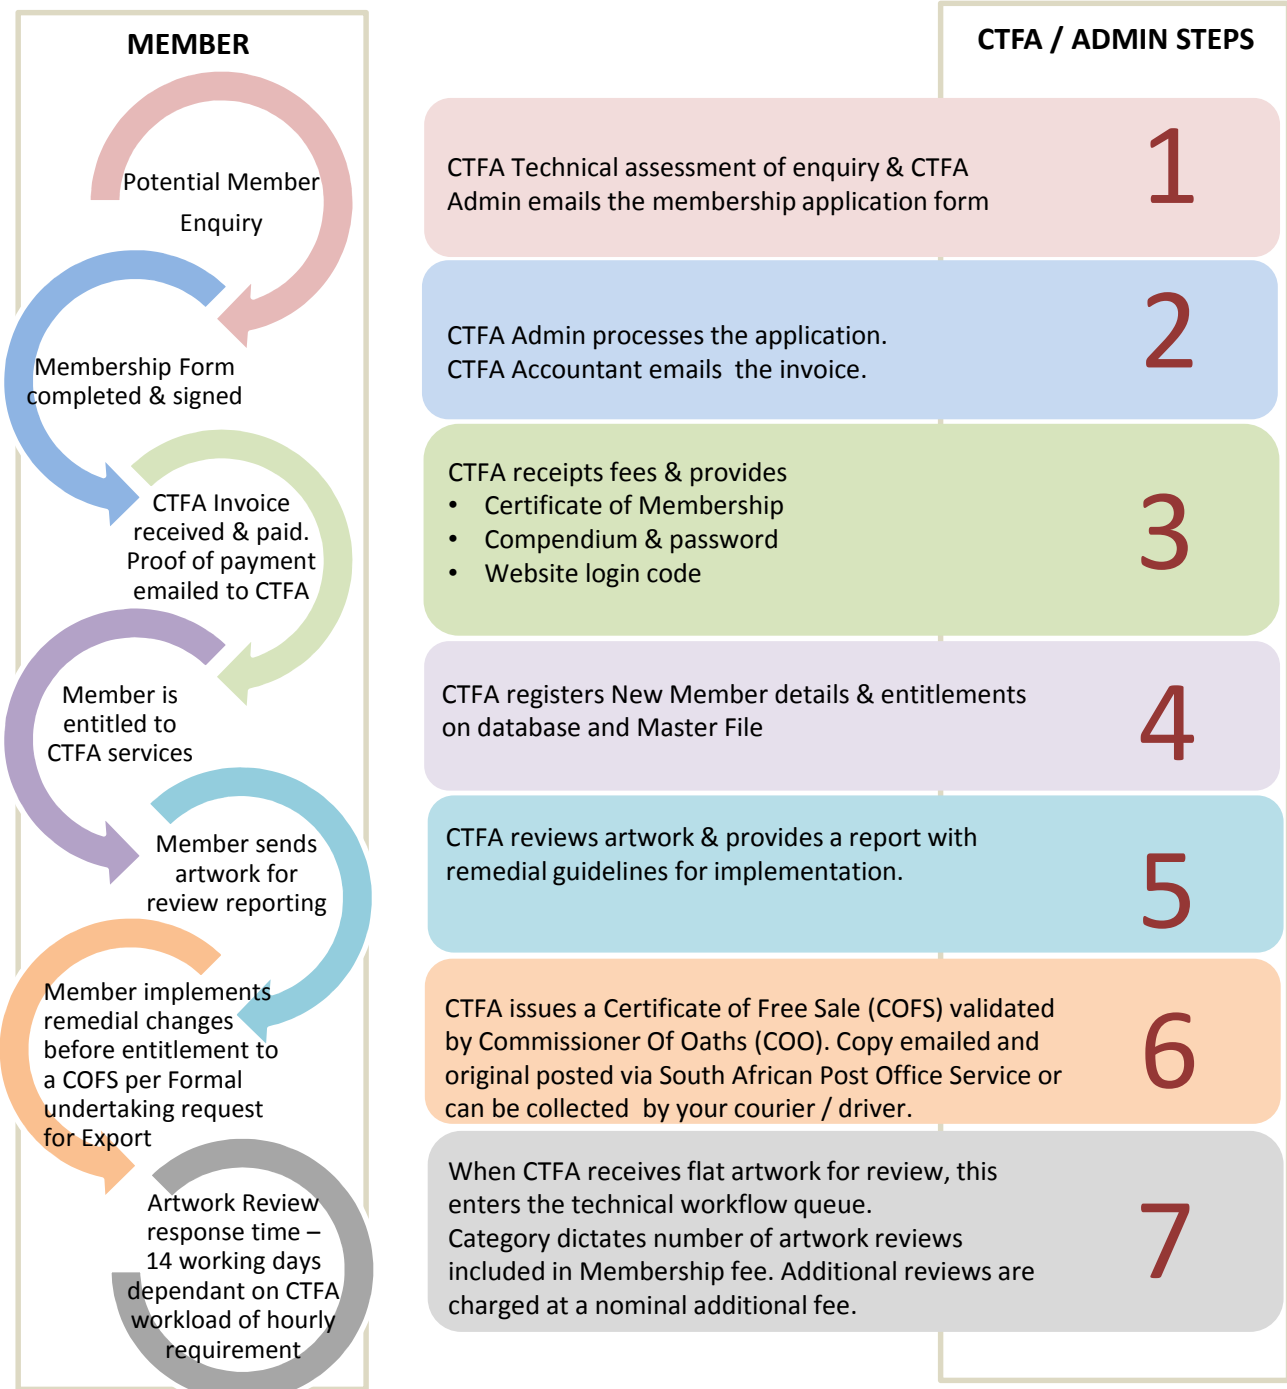 MEMBER
CTFA / ADMIN STEPS
Potential Member
Enquiry
CTFA Technical assessment of enquiry & CTFA
Admin emails the membership application form
1
Membership Form
completed & signed
CTFA Admin processes the application.
CTFA Accountant emails  the invoice.
2
CTFA Invoice
received & paid.
Proof of payment
emailed to CTFA
CTFA receipts fees & provides
• Certificate of Membership
• Compendium & password
• Website login code
3
Member is
entitled to
CTFA services
CTFA registers New Member details & entitlements
on database and Master File
4
Member sends
artwork for
review reporting
CTFA reviews artwork & provides a report with
remedial guidelines for implementation.
5
Member implements
remedial changes
before entitlement to
a COFS per Formal
undertaking request
for Export
CTFA issues a Certificate of Free Sale (COFS) validated
by Commissioner Of Oaths (COO). Copy emailed and
original posted via South African Post Office Service or
can be collected  by your courier / driver.
6
Artwork Review
response time –
14 working days
dependant on CTFA
workload of hourly
requirement
When CTFA receives flat artwork for review, this
enters the technical workflow queue.
Category dictates number of artwork reviews
included in Membership fee. Additional reviews are
charged at a nominal additional fee.
7